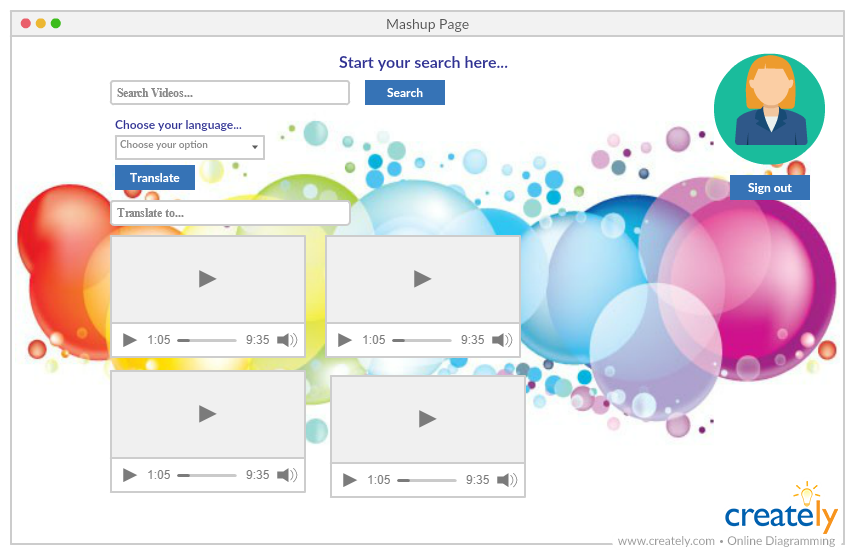 Mashup Page
Start your search here...
Search Videos...
Search
Choose your language...
Choose your option
Translate
Sign out
Translate to...
1:05 9:35
1:05 9:35
1:05 9:35
1:05 9:35
creately
www.creately.com • Online Diagramming